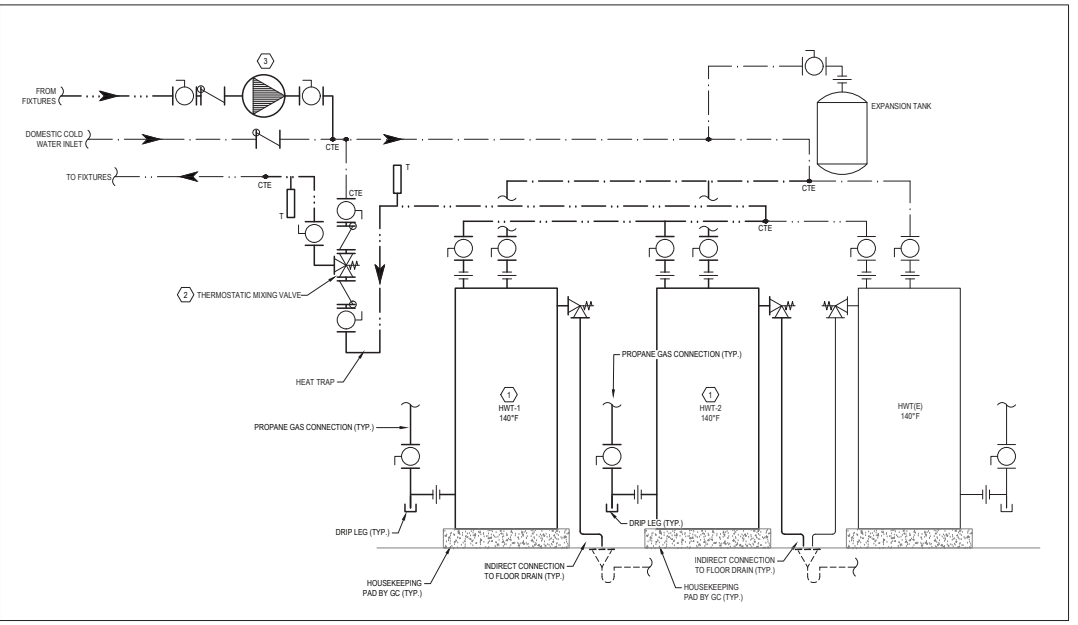 3
FROM
FIXTURES
EXPANSION TANK
DOMESTIC COLD
WATER INLET
CTE
TO FIXTURES
CTE
T
T
CTE
CTE
CTE
2 THERMOSTATIC MIXING VALVE
HEAT TRAP
PROPANE GAS CONNECTION (TYP.)
1
HWT-1
140°F
1
HWT-2
140°F
HWT(E)
140°F
PROPANE GAS CONNECTION (TYP.)
DRIP LEG (TYP.)
DRIP LEG (TYP.)
INDIRECT CONNECTION
TO FLOOR DRAIN (TYP.)
INDIRECT CONNECTION
TO FLOOR DRAIN (TYP.)
HOUSEKEEPING
PAD BY GC (TYP.)
HOUSEKEEPING
PAD BY GC (TYP.)